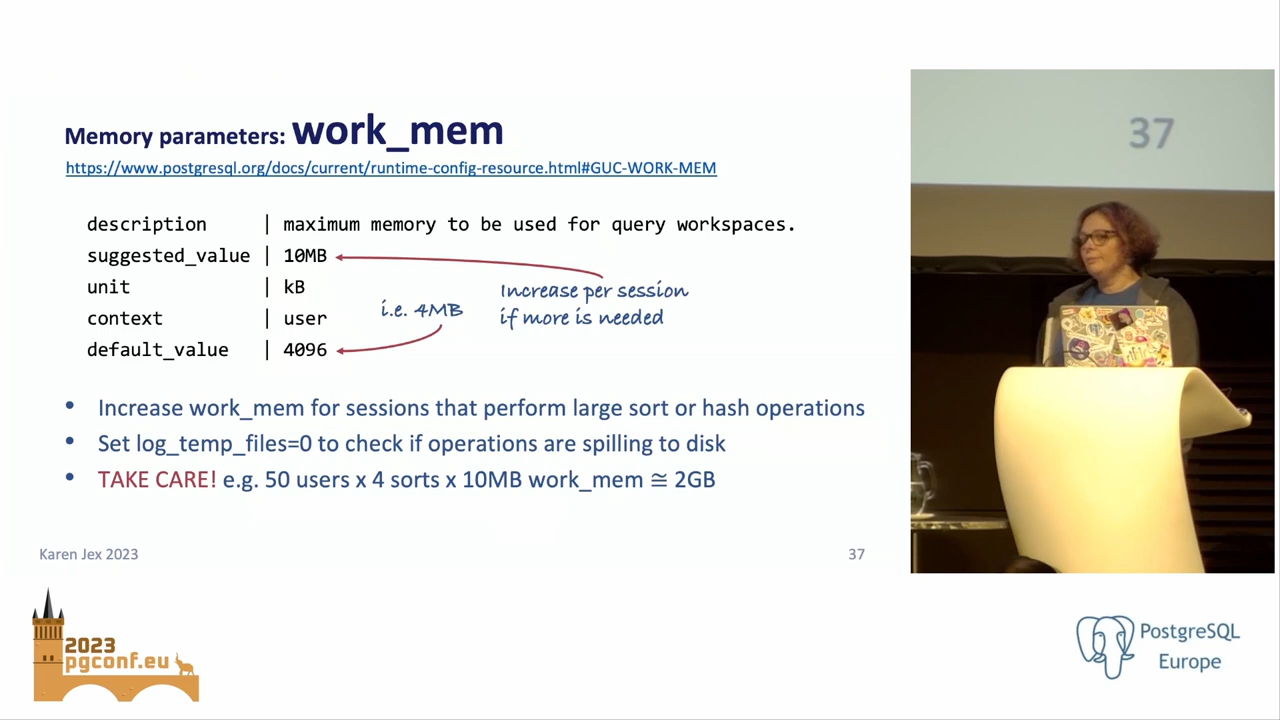 Memory parameters: work_mem
https://www.postgresql.org/docs/current/runtime-config-resource.html#GUC-WORK-MEM
description | maximum memory to be used for query workspaces.
suggested_value | 10MB
unit | kB
context | user
default_value | 4096
i.e. 4MB
Increase per session
if more is needed
• Increase work_mem for sessions that perform large sort or hash operations
• Set log_temp_files=0 to check if operations are spilling to disk
• TAKE CARE! e.g. 50 users x 4 sorts x 10MB work_mem ≅ 2GB
Karen Jex 2023
37
37
2023
pgconf.eu
PostgreSQL
Europe